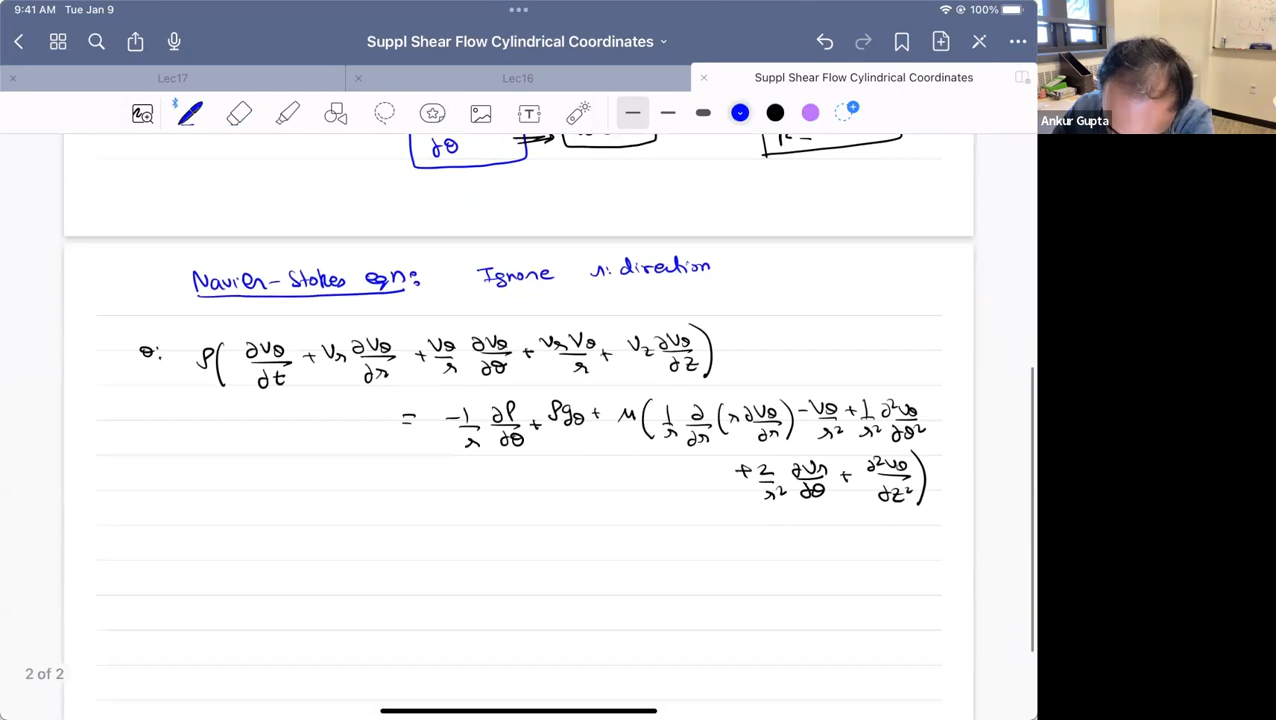 9:41 AM Tue Jan 9
100%
Suppl Shear Flow Cylindrical Coordinates
Lec17
Lec16
Suppl Shear Flow Cylindrical Coordinates
T
Ankur Gupta
∂θ
Navier-Stokes eqn: Ignore r: direction
θ: ρ( ∂vθ/∂t + vr ∂vθ/∂r + vθ/r ∂vθ/∂θ + vr vθ/r + vz ∂vθ/∂z )
= -1/r ∂P/∂θ + ρgθ + μ( 1/r ∂/∂r (r ∂vθ/∂r) - vθ/r² + 1/r² ∂²vθ/∂θ²
+ 2/r² ∂vr/∂θ + ∂²vθ/∂z² )
2 of 2